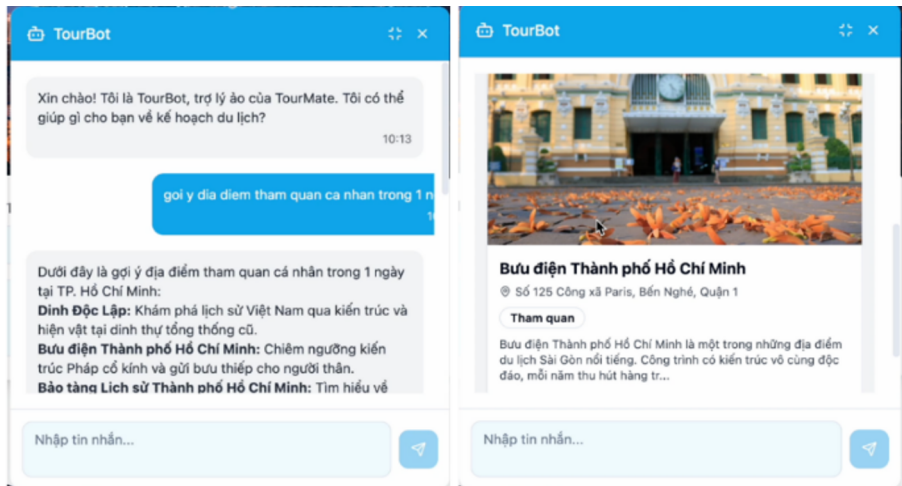 TourBot
Xin chào! Tôi là TourBot, trợ lý ảo của TourMate. Tôi có thể
giúp gì cho bạn về kế hoạch du lịch?
10:13
goi y dia diem tham quan ca nhan trong 1 n
Dưới đây là gợi ý địa điểm tham quan cá nhân trong 1 ngày
tại TP. Hồ Chí Minh:
Dinh Độc Lập: Khám phá lịch sử Việt Nam qua kiến trúc và
hiện vật tại dinh thự tổng thống cũ.
Bưu điện Thành phố Hồ Chí Minh: Chiêm ngưỡng kiến
trúc Pháp cổ kính và gửi bưu thiếp cho người thân.
Bảo tàng Lịch sử Thành phố Hồ Chí Minh: Tìm hiểu về
Nhập tin nhắn...
TourBot
Bưu điện Thành phố Hồ Chí Minh
Số 125 Công xã Paris, Bến Nghé, Quận 1
Tham quan
Bưu điện Thành phố Hồ Chí Minh là một trong những địa điểm
du lịch Sài Gòn nổi tiếng. Công trình có kiến trúc vô cùng độc
đáo, mỗi năm thu hút hàng tr...
Nhập tin nhắn...